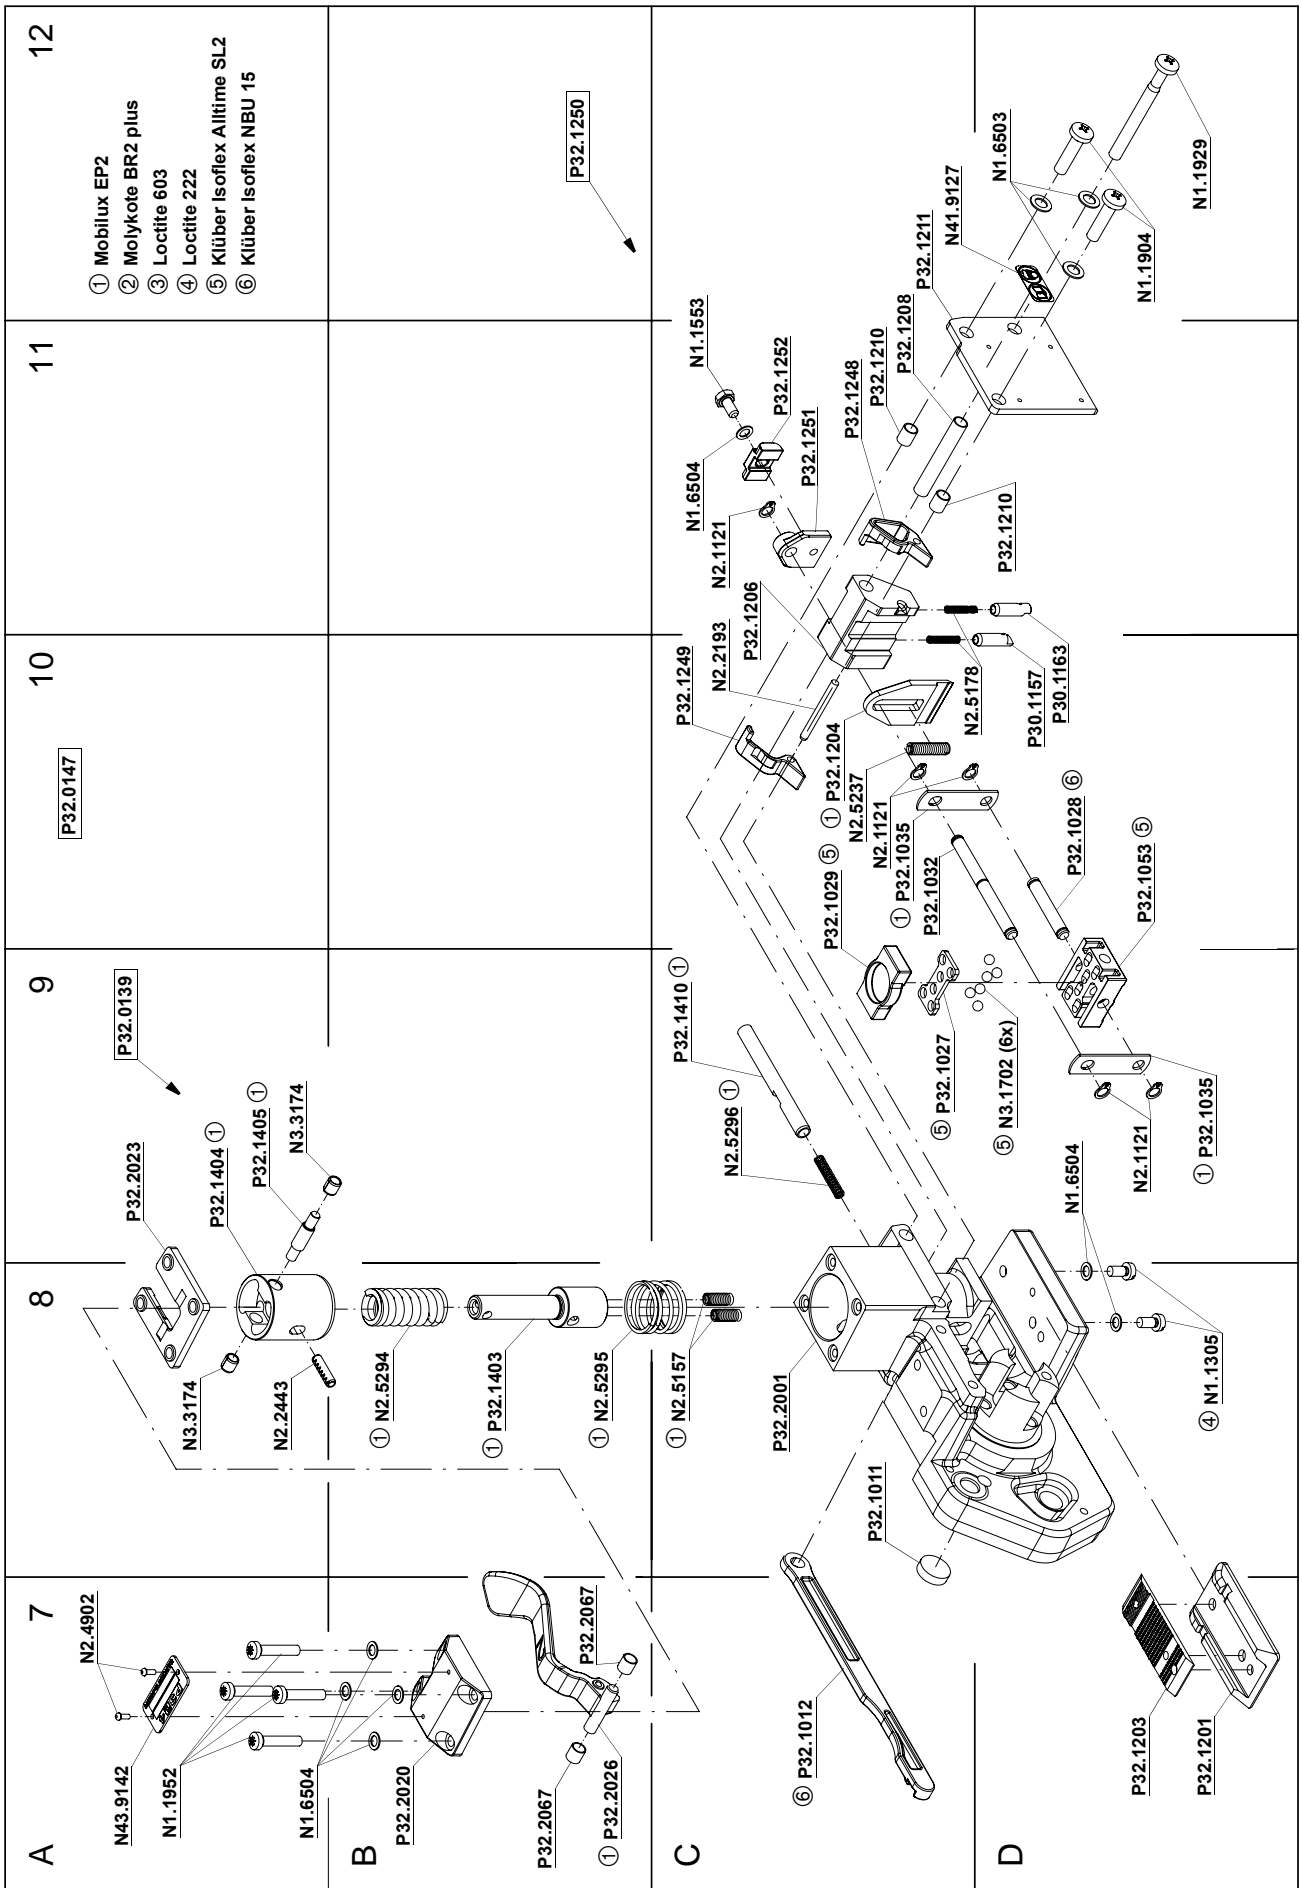 12
11
10
9
8
7
A
B
C
D
① Mobilux EP2
② Molykote BR2 plus
③ Loctite 603
④ Loctite 222
⑤ Klüber Isoflex Alltime SL2
⑥ Klüber Isoflex NBU 15
P32.0147
P32.0139
P32.1250
N2.4902
N43.9142
N1.1952
N1.6504
P32.2020
P32.2067
P32.2067
① P32.2026
P32.2023
P32.1404 ①
P32.1405 ①
N3.3174
N3.3174
N2.2443
① N2.5294
① P32.1403
① N2.5295
① N2.5157
P32.2001
P32.1011
⑥ P32.1012
P32.1203
P32.1201
④ N1.1305
N1.6504
P32.1410 ①
N2.5296 ①
P32.1029 ⑤
⑤ P32.1027
⑤ N3.1702 (6x)
① P32.1035
N2.1121
P32.1053 ⑤
P32.1028 ⑥
P32.1032
① P32.1035
N2.1121
N2.5237
① P32.1204
P32.1249
N2.2193
P32.1206
N2.5178
P30.1157
P30.1163
N2.1121
N1.6504
N1.1553
P32.1252
P32.1251
P32.1248
P32.1210
P32.1208
P32.1210
P32.1211
N41.9127
N1.6503
N1.1904
N1.1929